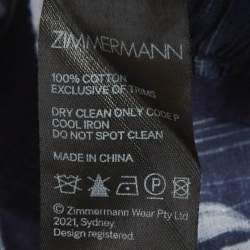 ZIMMERMANN
100% COTTON
EXCLUSIVE OF TRIMS
DRY CLEAN ONLY CODE P
COOL IRON
DO NOT SPOT CLEAN
MADE IN CHINA
P
© Zimmermann Wear Pty Ltd
2021, Sydney.
Design Registered.